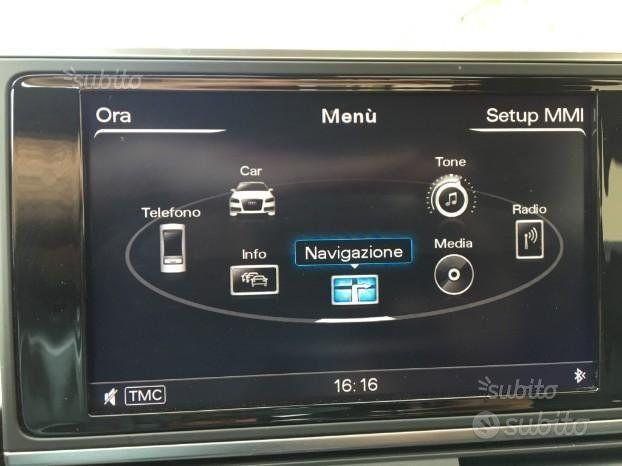 subito
Ora Menù Setup MMI
Car Tone
Telefono Radio
Info Navigazione Media
TMC 16:16
subito
subito